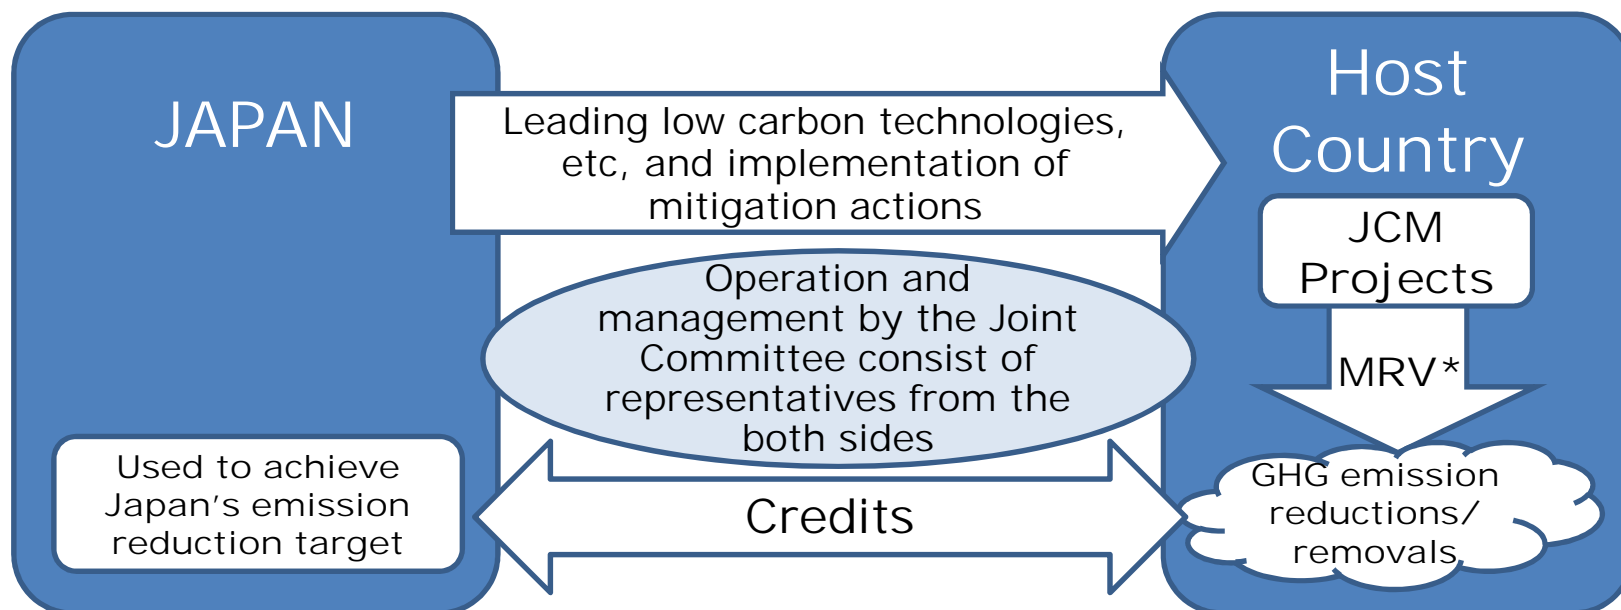 JAPAN
Leading low carbon technologies,
etc, and implementation of
mitigation actions
Host
Country
JCM
Projects
Operation and
management by the Joint
Committee consist of
representatives from the
both sides
MRV*
Used to achieve
Japan’s emission
reduction target
Credits
GHG emission
reductions/
removals